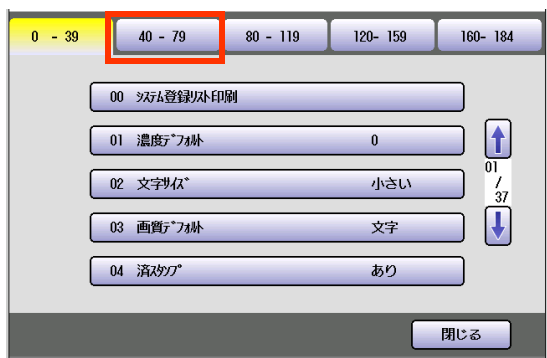 0 - 39 40 - 79 80 - 119 120- 159 160- 184
00 ｼｽﾃﾑ登録ﾘｽﾄ印刷
01 濃度ﾃﾞﾌｫﾙﾄ 0
02 文字ｻｲｽﾞ 小さい
03 画質ﾃﾞﾌｫﾙﾄ 文字
04 済ｽﾀﾝﾌﾟ あり
01
/
37
閉じる